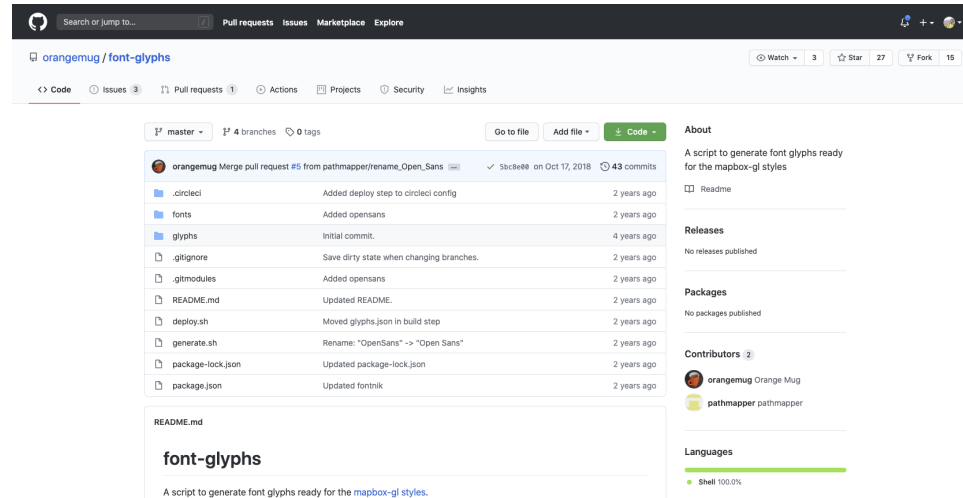 Search or jump to... / Pull requests Issues Marketplace Explore
orangemug / font-glyphs Watch 3 Star 27 Fork 15
<> Code Issues 3 Pull requests 1 Actions Projects Security Insights
master 4 branches 0 tags Go to file Add file Code
orangemug Merge pull request #5 from pathmapper/rename_Open_Sans ... 5bc8e00 on Oct 17, 2018 43 commits
.circleci Added deploy step to circleci config 2 years ago
fonts Added opensans 2 years ago
glyphs Initial commit. 4 years ago
.gitignore Save dirty state when changing branches. 2 years ago
.gitmodules Added opensans 2 years ago
README.md Updated README. 2 years ago
deploy.sh Moved glyphs.json in build step 2 years ago
generate.sh Rename: "OpenSans" -> "Open Sans" 2 years ago
package-lock.json Updated package-lock.json 2 years ago
package.json Updated fontnik 2 years ago
README.md
font-glyphs
A script to generate font glyphs ready for the mapbox-gl styles.
About
A script to generate font glyphs ready
for the mapbox-gl styles
Readme
Releases
No releases published
Packages
No packages published
Contributors 2
orangemug Orange Mug
pathmapper pathmapper
Languages
Shell 100.0%